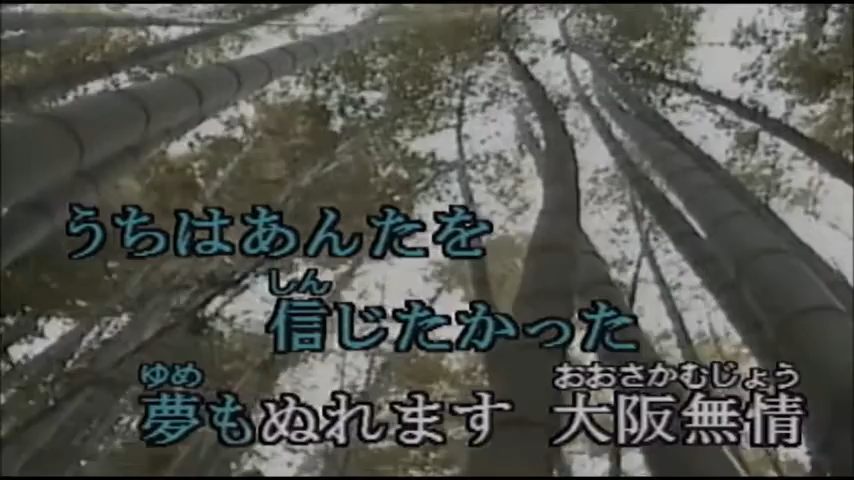 うちはあんたを
しん
信じたかった
ゆめ おおさかむじょう
夢もぬれます 大阪無情